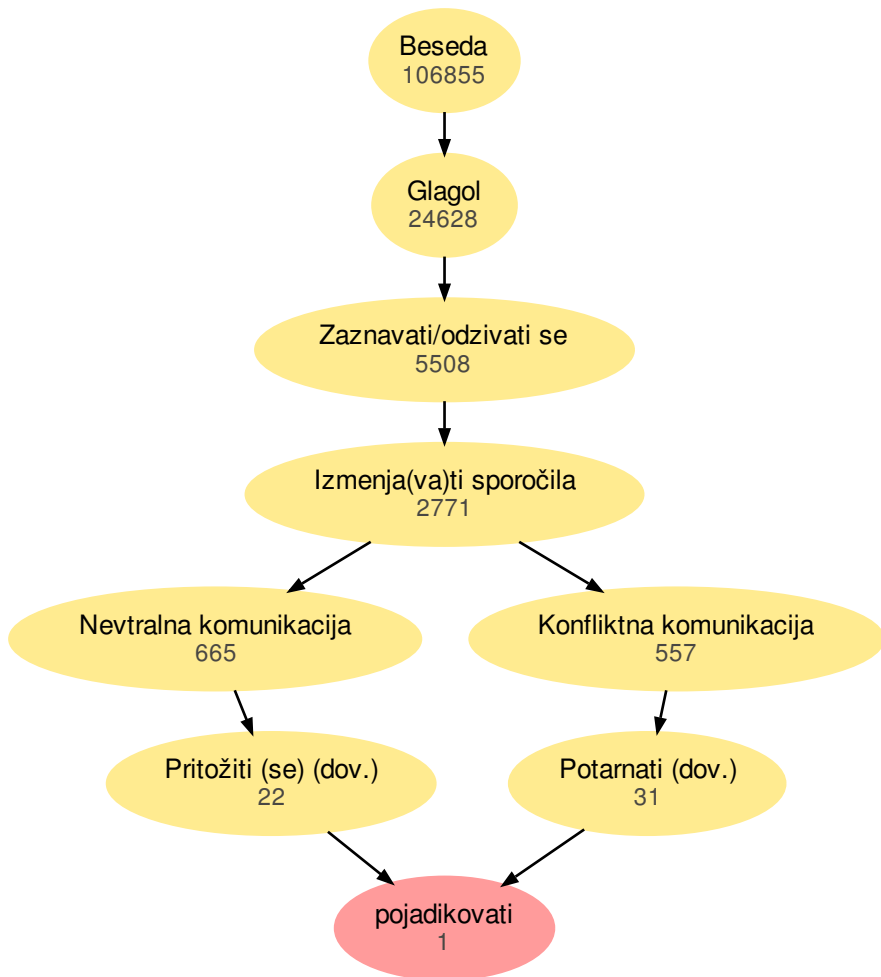 Beseda
106855
Glagol
24628
Zaznavati/odzivati se
5508
Izmenja(va)ti sporočila
2771
Nevtralna komunikacija
665
Konfliktna komunikacija
557
Pritožiti (se) (dov.)
22
Potarnati (dov.)
31
pojadikovati
1